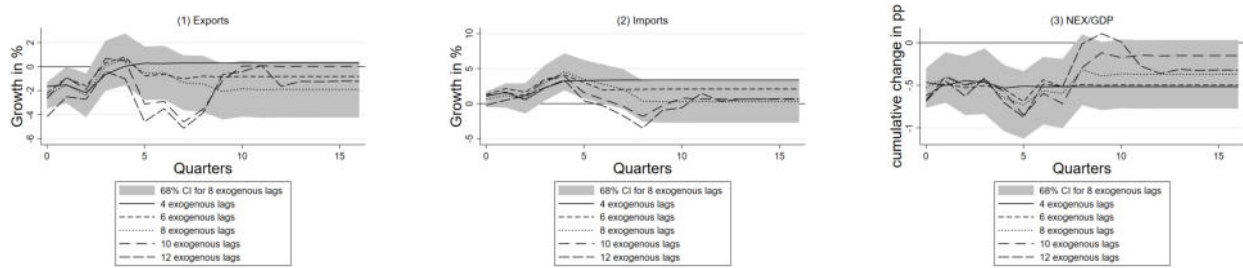 (1) Exports
Growth in %
2
0
-2
-4
-6
0
5
10
15
Quarters
68% CI for 8 exogenous lags
4 exogenous lags
6 exogenous lags
8 exogenous lags
10 exogenous lags
12 exogenous lags
(2) Imports
Growth in %
10
5
0
-5
0
5
10
15
Quarters
68% CI for 8 exogenous lags
4 exogenous lags
6 exogenous lags
8 exogenous lags
10 exogenous lags
12 exogenous lags
(3) NEX/GDP
cumulative change in pp
0
-.5
-1
0
5
10
15
Quarters
68% CI for 8 exogenous lags
4 exogenous lags
6 exogenous lags
8 exogenous lags
10 exogenous lags
12 exogenous lags